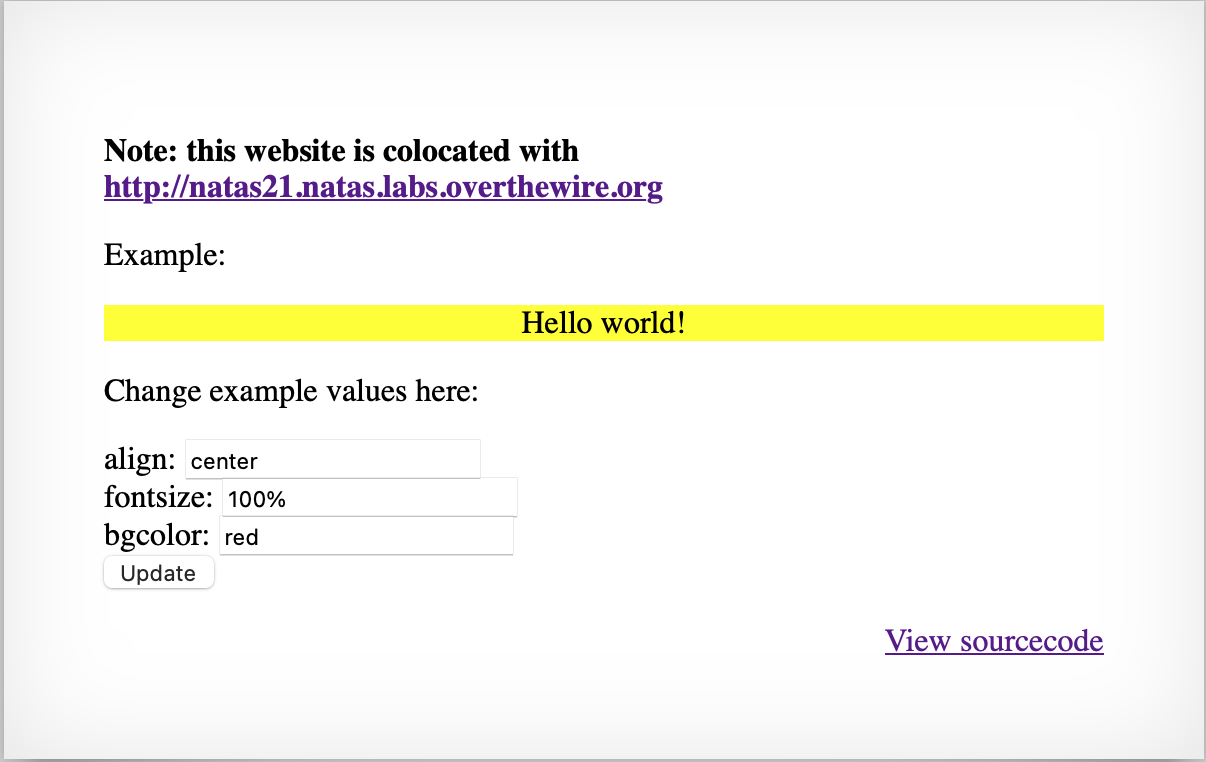 Note: this website is colocated with
http://natas21.natas.labs.overthewire.org
Example:
Hello world!
Change example values here:
align: center
fontsize: 100%
bgcolor: red
Update
View sourcecode